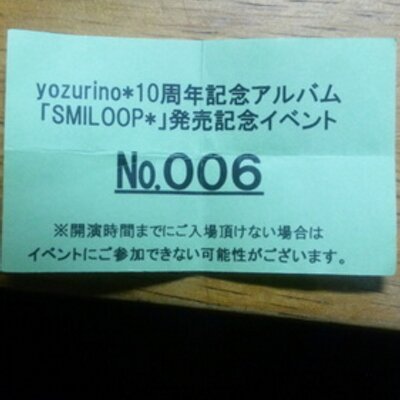 yozurino*10周年記念アルバム
「SMILOOP*」発売記念イベント
No.006
※開演時間までにご入場頂けない場合は
イベントにご参加できない可能性がございます。